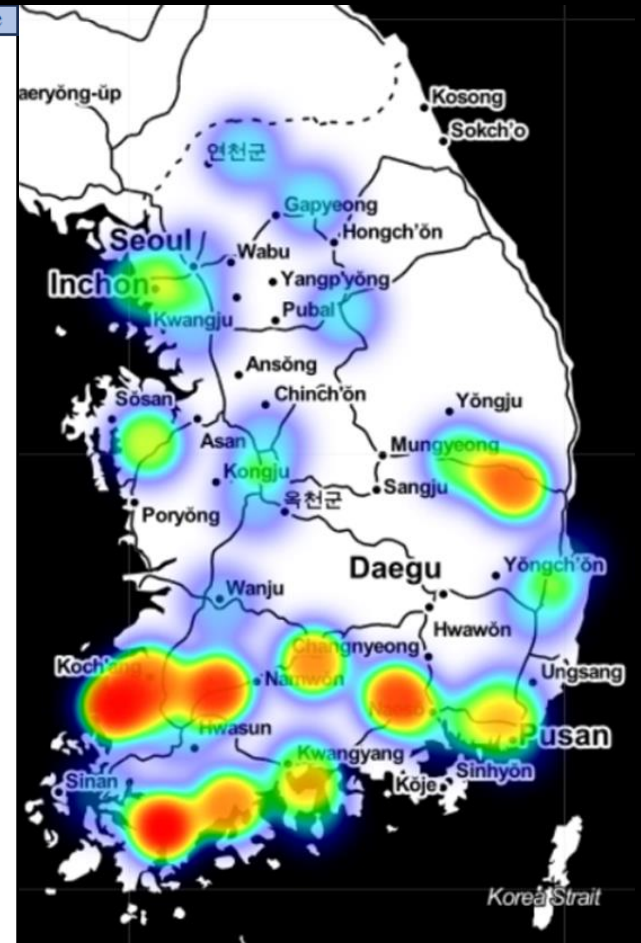 aeryŏng-ŭp
Kosong
Sokch'o
연천군
Gapyeong
Hongch'ŏn
Seoul
Wabu
Inchon
Yangp'yŏng
Kwangju
Pubal
Ansŏng
Sŏsan
Chinch'ŏn
Yŏngju
Asan
Mungyeong
Kongju
Sangju
옥천군
Poryŏng
Daegu
Yŏngch'ŏn
Wanju
Hwawŏn
Changnyeong
Koch'ang
Namwŏn
Ungsang
Hwasun
Pusan
Kwangyang
Sinan
Kŏje
Sinhyŏn
Korea Strait